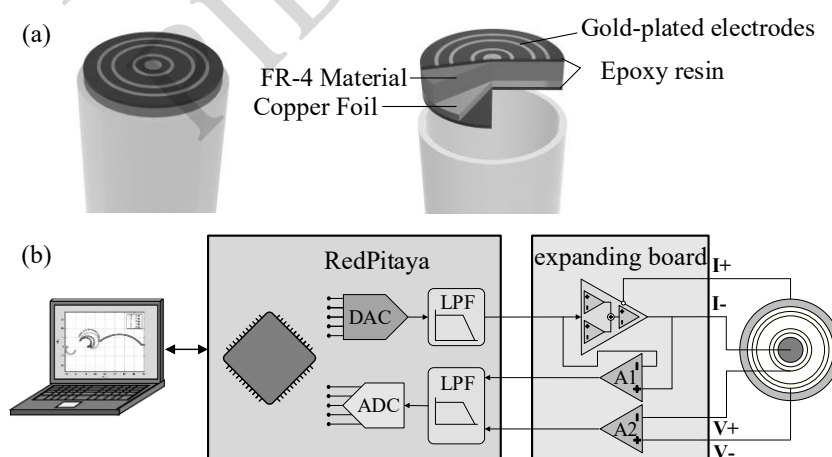 (a)
Gold-plated electrodes
FR-4 Material
Epoxy resin
Copper Foil
(b)
RedPitaya
expanding board
I+
I-
DAC
LPF
LPF
ADC
A1
A2
V+
V-